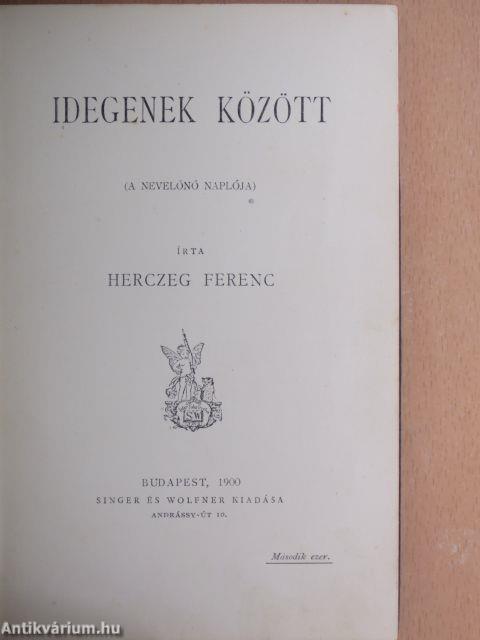 IDEGENEK KÖZÖTT
(A NEVELŐNŐ NAPLÓJA)
ÍRTA
HERCZEG FERENC
S.W
BUDAPEST, 1900
SINGER ÉS WOLFNER KIADÁSA
ANDRÁSSY-ÚT 10.
Második ezer.
Antikvárium.hu